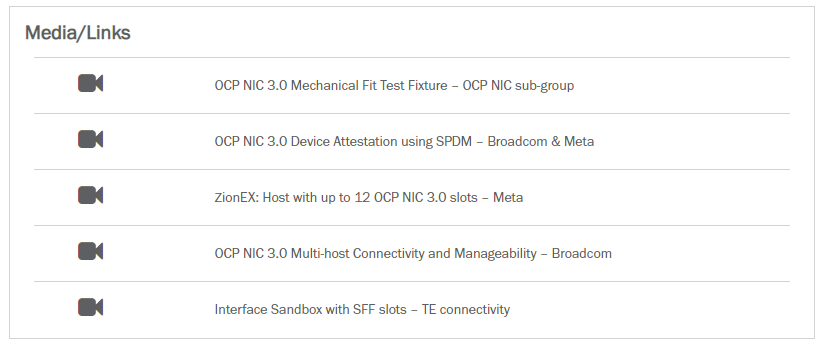 Media/Links
OCP NIC 3.0 Mechanical Fit Test Fixture – OCP NIC sub-group
OCP NIC 3.0 Device Attestation using SPDM – Broadcom & Meta
ZionEX: Host with up to 12 OCP NIC 3.0 slots – Meta
OCP NIC 3.0 Multi-host Connectivity and Manageability – Broadcom
Interface Sandbox with SFF slots – TE connectivity